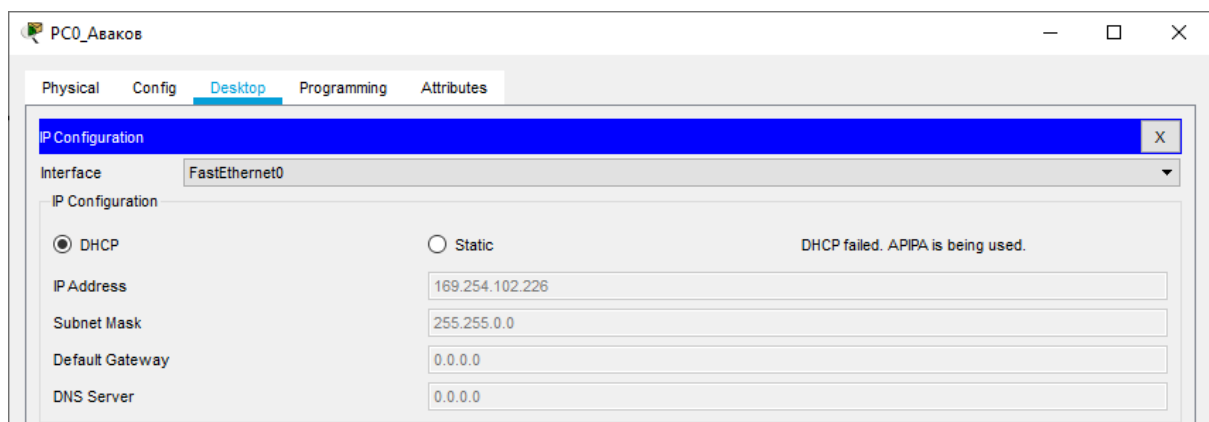 PC0_Аваков
Physical Config Desktop Programming Attributes
IP Configuration X
Interface FastEthernet0
IP Configuration
DHCP Static DHCP failed. APIPA is being used.
IP Address 169.254.102.226
Subnet Mask 255.255.0.0
Default Gateway 0.0.0.0
DNS Server 0.0.0.0